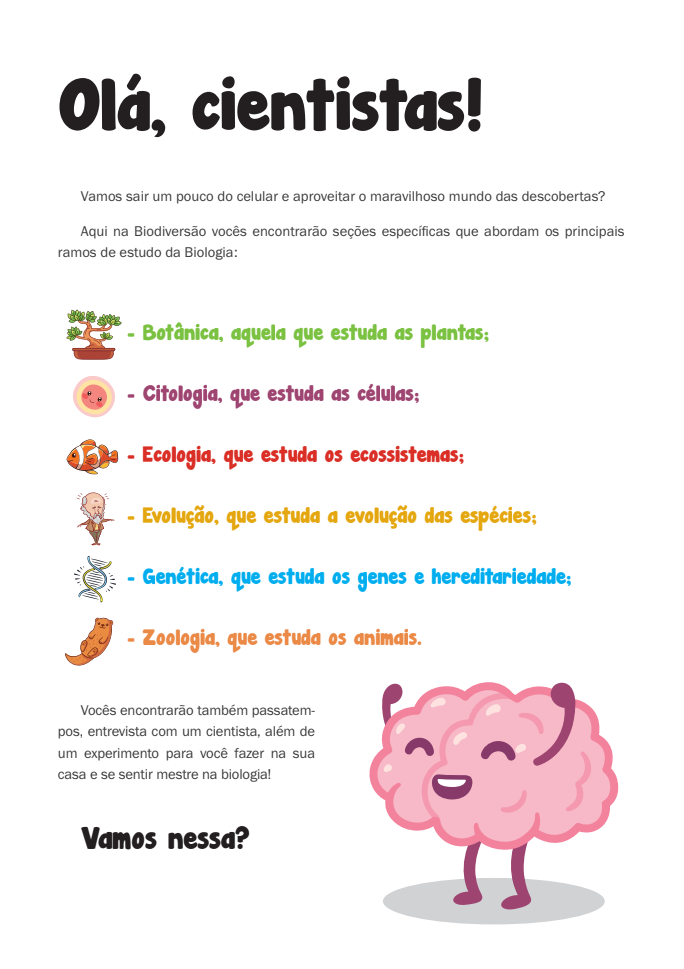 Olá, cientistas!
Vamos sair um pouco do celular e aproveitar o maravilhoso mundo das descobertas?
Aqui na Biodiversão vocês encontrarão seções específicas que abordam os principais
ramos de estudo da Biologia:
- Botânica, aquela que estuda as plantas;
- Citologia, que estuda as células;
- Ecologia, que estuda os ecossistemas;
- Evolução, que estuda a evolução das espécies;
- Genética, que estuda os genes e hereditariedade;
- Zoologia, que estuda os animais.
Vocês encontrarão também passatem-
pos, entrevista com um cientista, além de
um experimento para você fazer na sua
casa e se sentir mestre na biologia!
Vamos nessa?